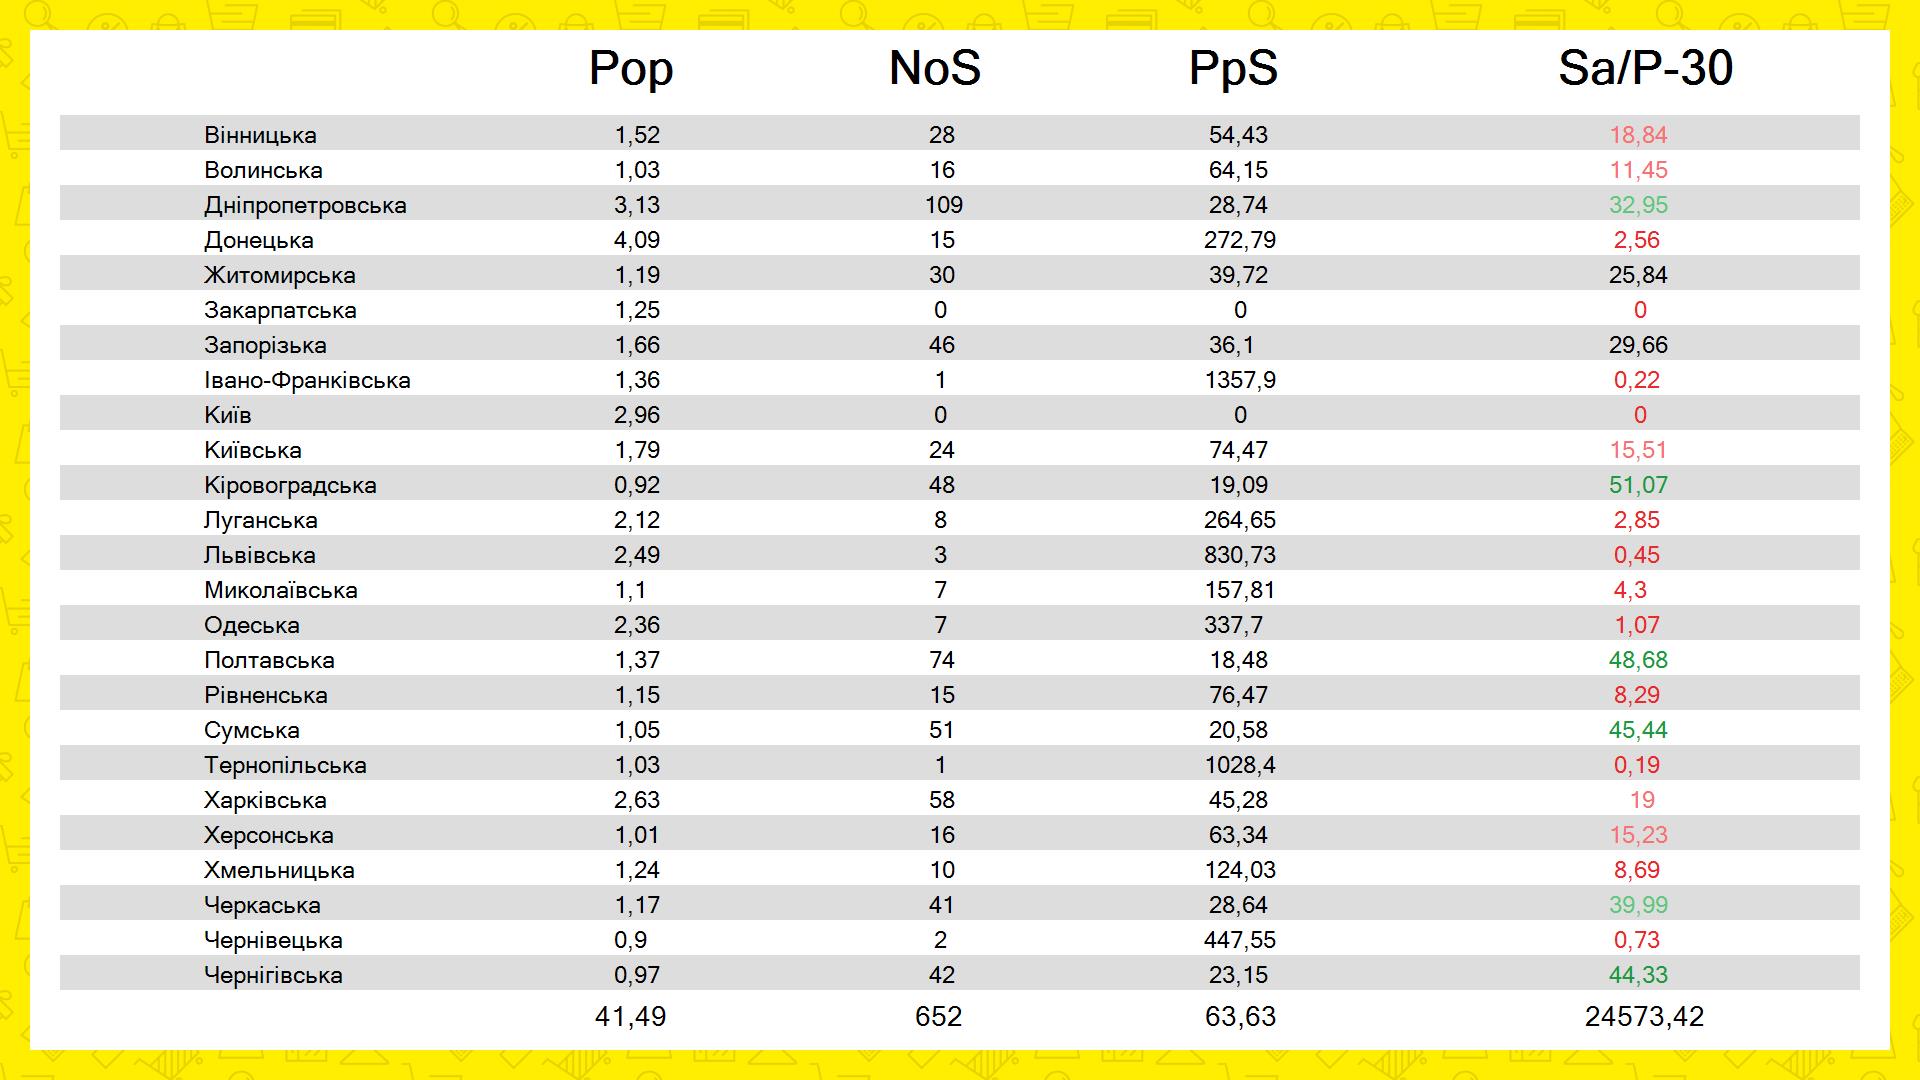 Pop NoS PpS Sa/P-30
Вінницька 1,52 28 54,43 18,84
Волинська 1,03 16 64,15 11,45
Дніпропетровська 3,13 109 28,74 32,95
Донецька 4,09 15 272,79 2,56
Житомирська 1,19 30 39,72 25,84
Закарпатська 1,25 0 0 0
Запорізька 1,66 46 36,1 29,66
Івано-Франківська 1,36 1 1357,9 0,22
Київ 2,96 0 0 0
Київська 1,79 24 74,47 15,51
Кіровоградська 0,92 48 19,09 51,07
Луганська 2,12 8 264,65 2,85
Львівська 2,49 3 830,73 0,45
Миколаївська 1,1 7 157,81 4,3
Одеська 2,36 7 337,7 1,07
Полтавська 1,37 74 18,48 48,68
Рівненська 1,15 15 76,47 8,29
Сумська 1,05 51 20,58 45,44
Тернопільська 1,03 1 1028,4 0,19
Харківська 2,63 58 45,28 19
Херсонська 1,01 16 63,34 15,23
Хмельницька 1,24 10 124,03 8,69
Черкаська 1,17 41 28,64 39,99
Чернівецька 0,9 2 447,55 0,73
Чернігівська 0,97 42 23,15 44,33
41,49 652 63,63 24573,42